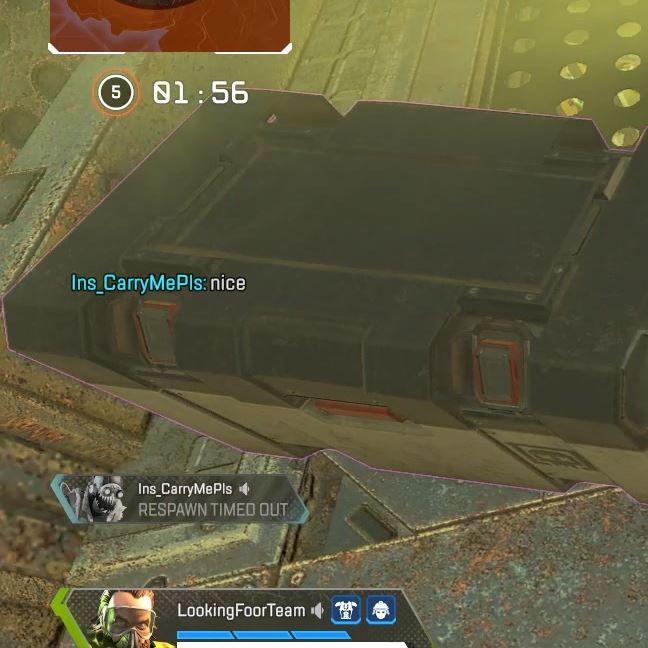 5 01:56
Ins_CarryMePls: nice
Ins_CarryMePls
RESPAWN TIMED OUT
LookingFoorTeam